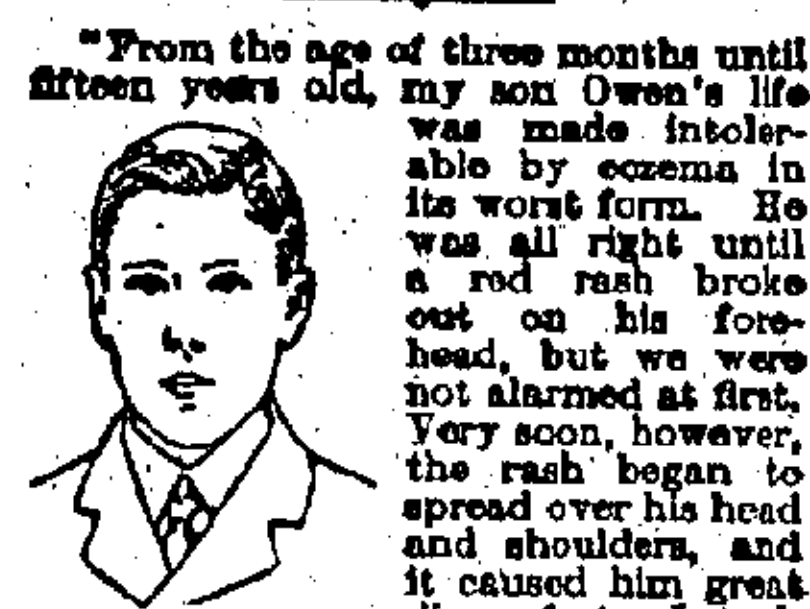 "From the age of three months until
fifteen years old, my son Owen's life
was made intoler-
able by eczema in
its worst form. He
was all right until
a red rash broke
out on his fore-
head, but we were
not alarmed at first.
Very soon, however,
the rash began to
spread over his head
and shoulders, and
it caused him great